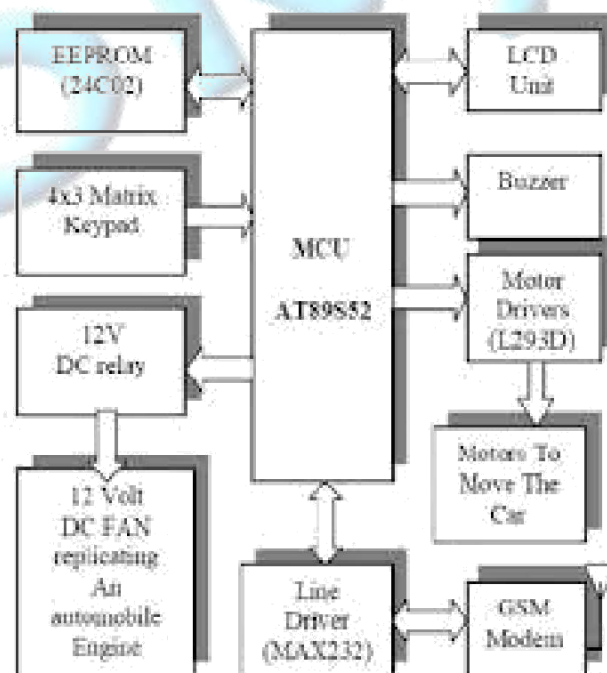 EEPROM
(24C02)
LCD
Unit
4x3 Matrix
Keypad
Buzzer
MCU
AT89S52
Motor
Drivers
(L293D)
12V
DC relay
Motors To
Move The
Car
12 Volt
DC FAN
replicating
An
automobile
Engine
Line
Driver
(MAX232)
GSM
Modem